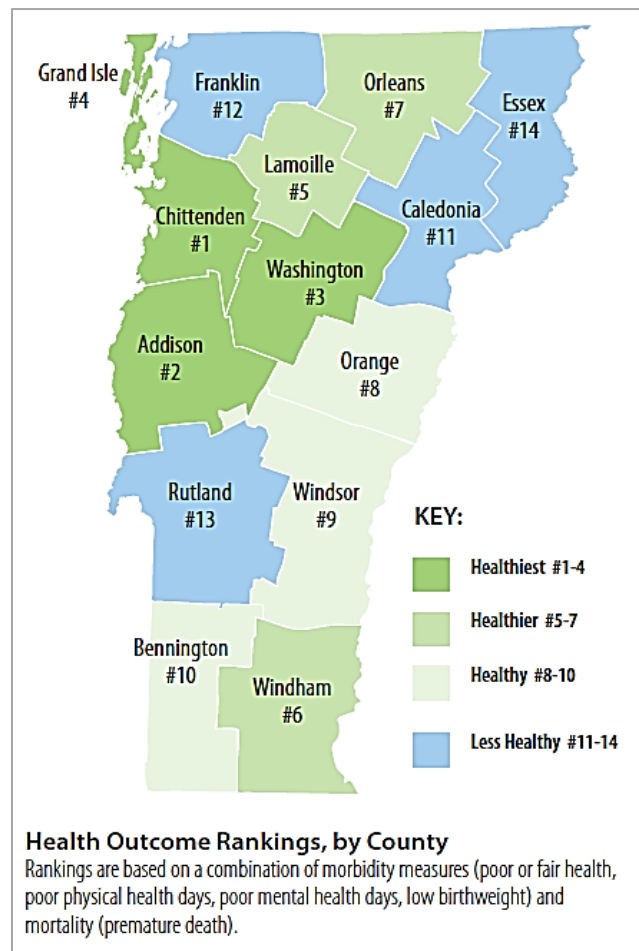 Grand Isle
#4
Franklin
#12
Orleans
#7
Essex
#14
Lamoille
#5
Chittenden
#1
Caledonia
#11
Washington
#3
Addison
#2
Orange
#8
Rutland
#13
Windsor
#9
Bennington
#10
Windham
#6
KEY:
Healthiest #1-4
Healthier #5-7
Healthy #8-10
Less Healthy #11-14
Health Outcome Rankings, by County
Rankings are based on a combination of morbidity measures (poor or fair health,
poor physical health days, poor mental health days, low birthweight) and
mortality (premature death).